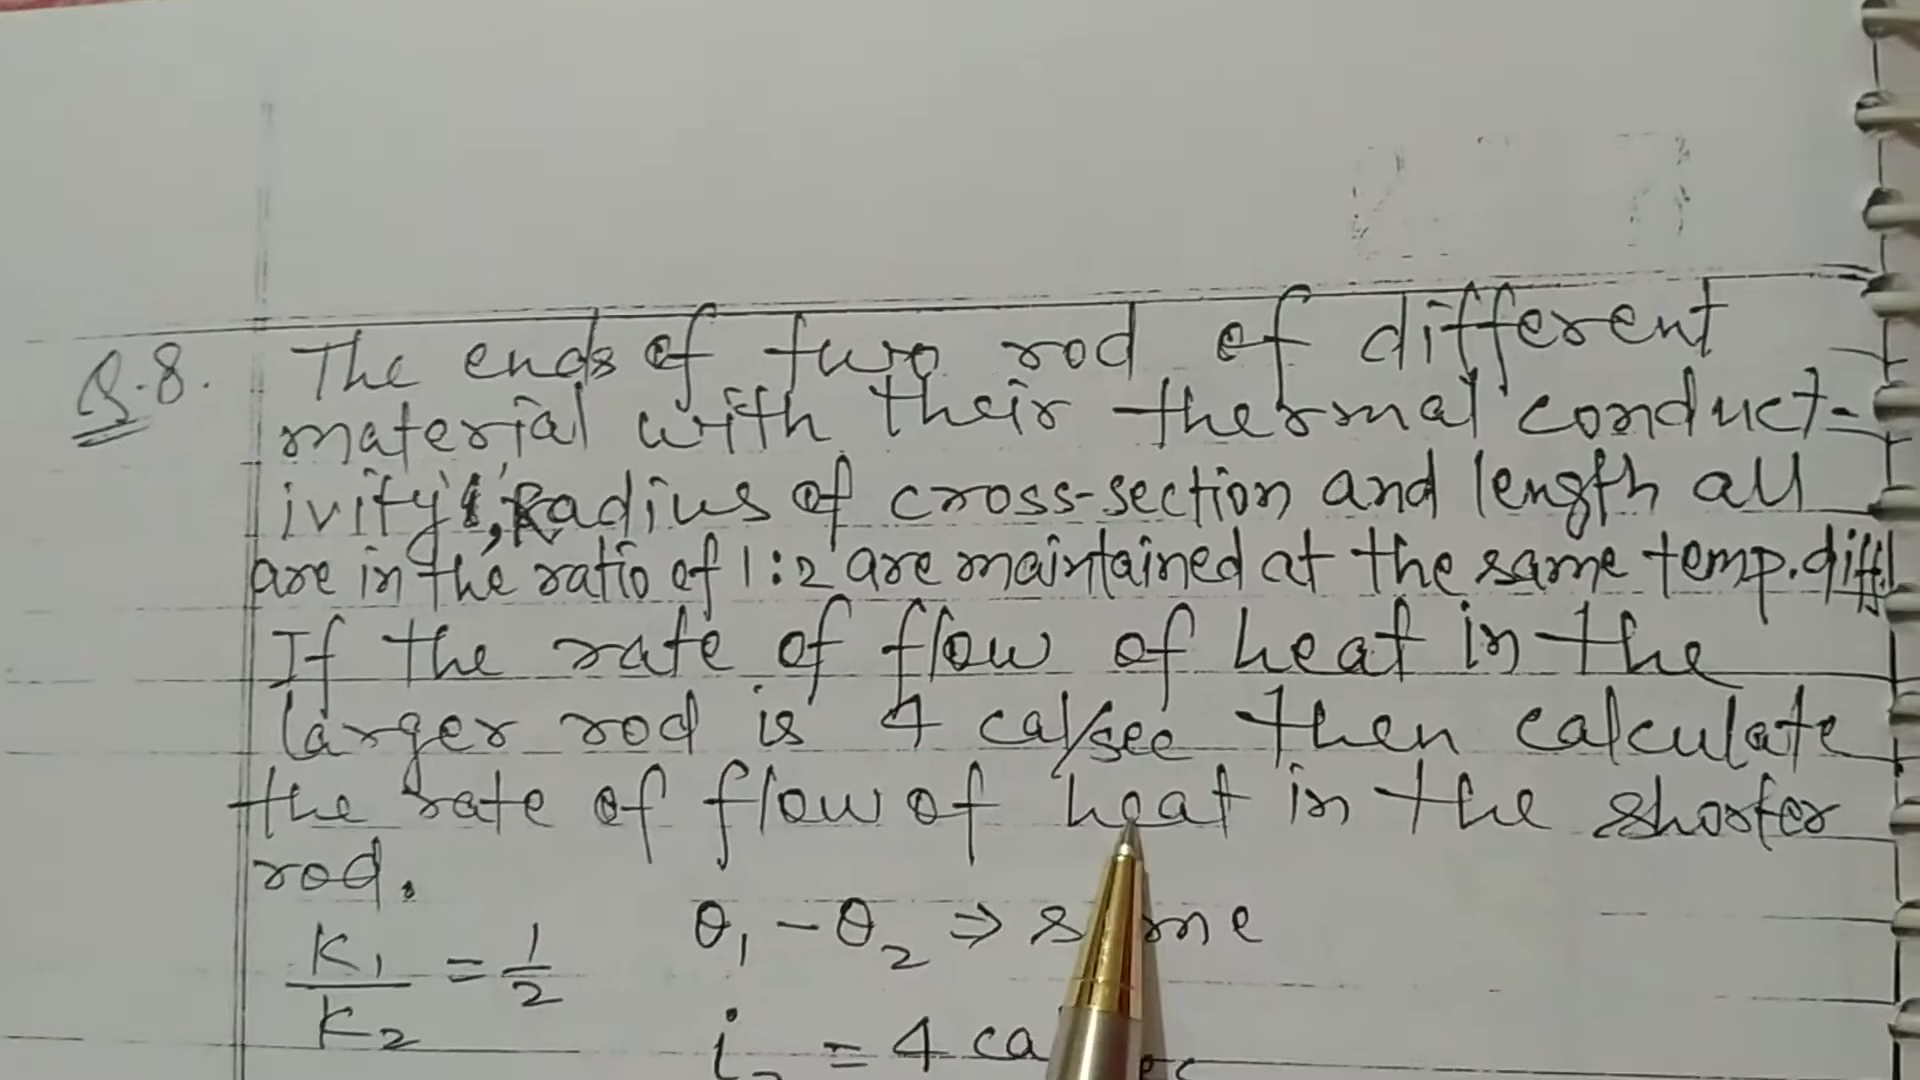 Q.8. The ends of two rod of different
material with their thermal conduct-
ivity, Radius of cross-section and length all
are in the ratio of 1:2 are maintained at the same temp. diff.
If the rate of flow of heat in the
larger rod is 4 cal/sec then calculate
the rate of flow of heat in the shorter
rod.
θ₁ - θ₂ ⇒ same
K₁/K₂ = 1/2
= 4 ca